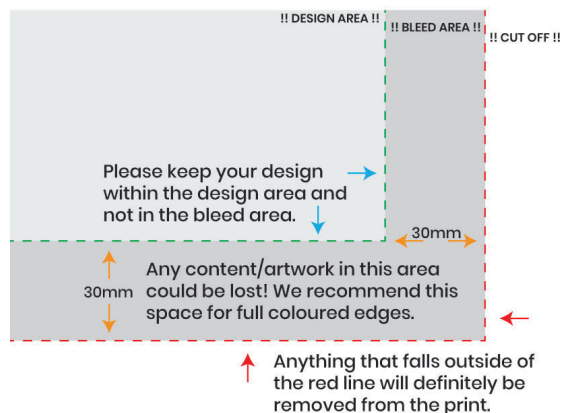 !! DESIGN AREA !!
!! BLEED AREA !!
!! CUT OFF !!
Please keep your design
within the design area and
not in the bleed area.
30mm
30mm
Any content/artwork in this area
could be lost! We recommend this
space for full coloured edges.
Anything that falls outside of
the red line will definitely be
removed from the print.